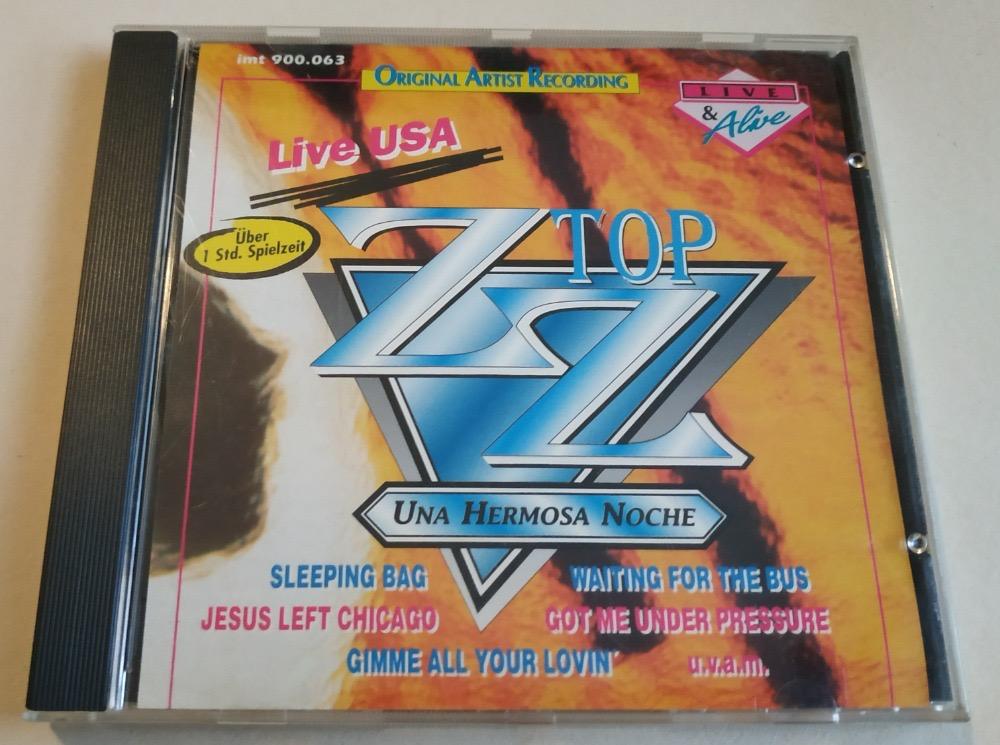 imt 900.063
ORIGINAL ARTIST RECORDING
LIVE
& Alive
Live USA
Über
1 Std. Spielzeit
ZZ TOP
UNA HERMOSA NOCHE
SLEEPING BAG
WAITING FOR THE BUS
JESUS LEFT CHICAGO
GOT ME UNDER PRESSURE
GIMME ALL YOUR LOVIN'
u.v.a.m.